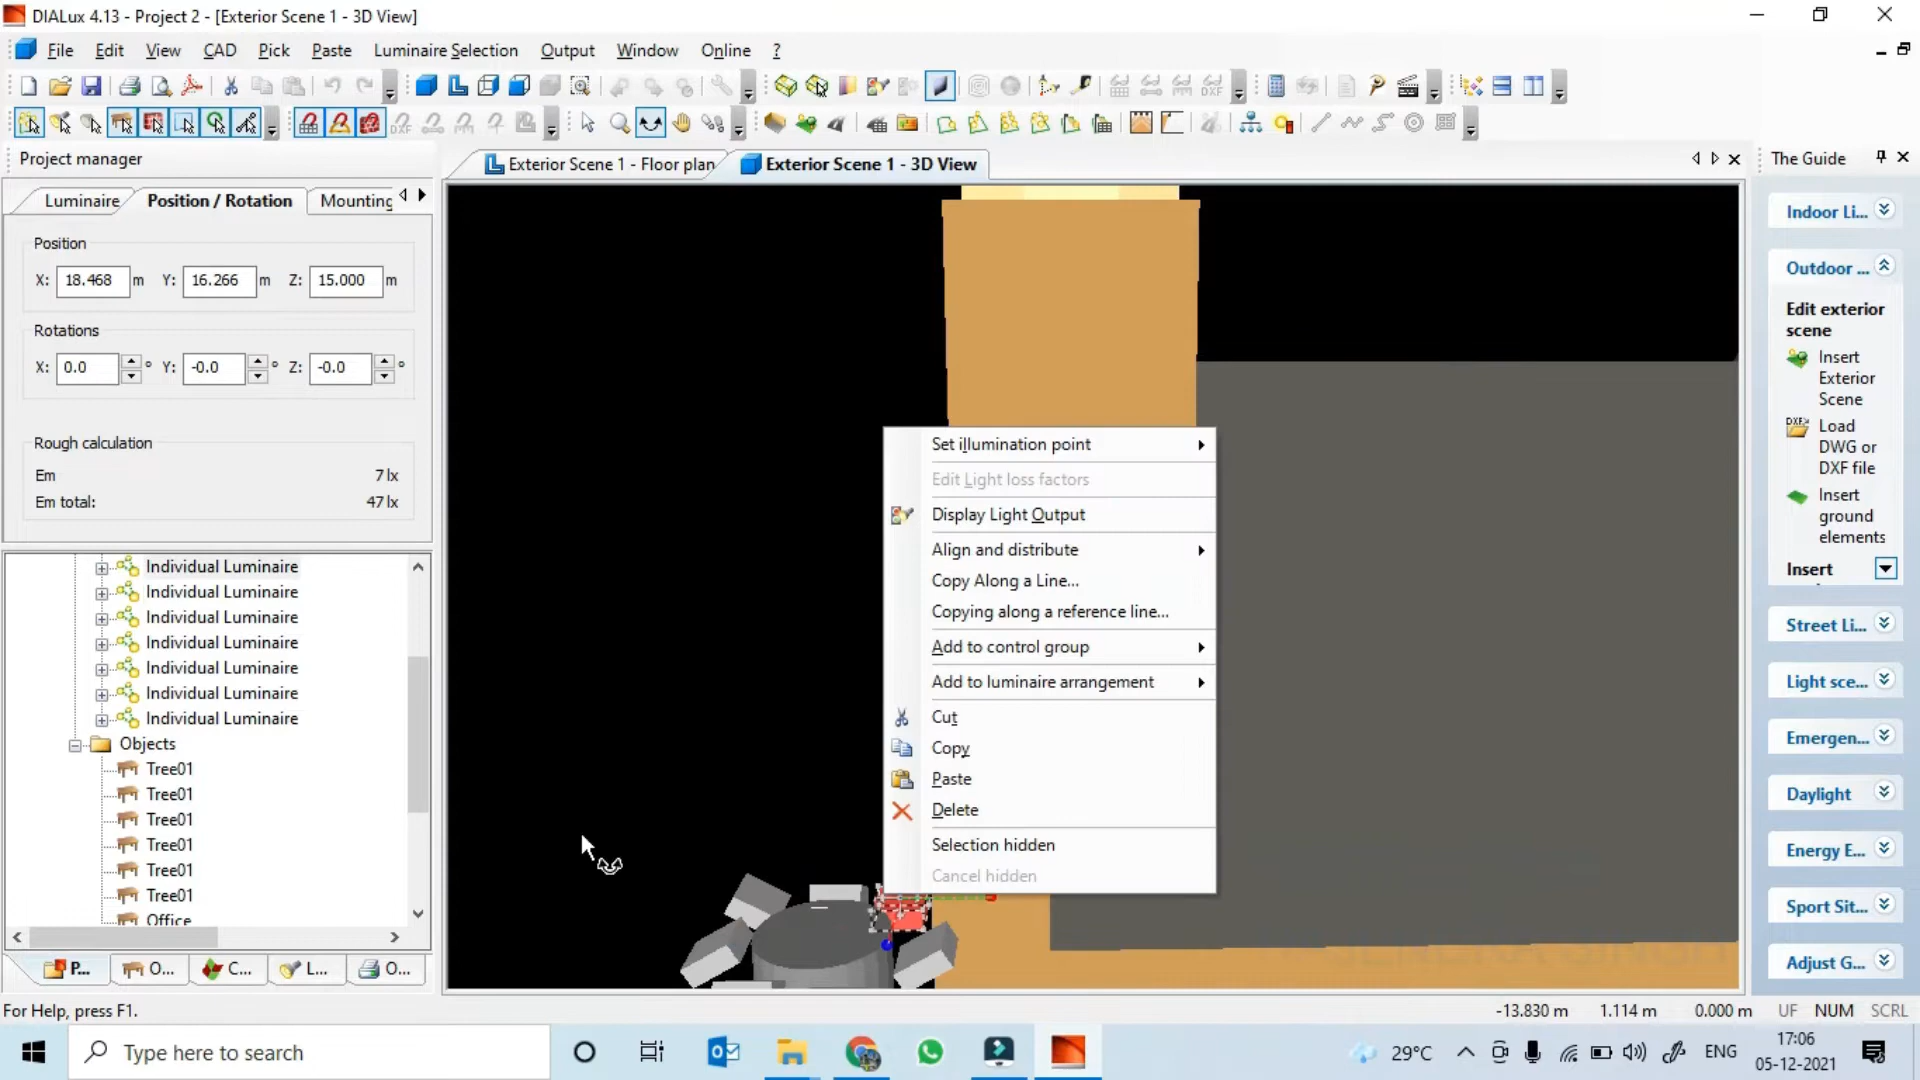 DIALux 4.13 - Project 2 - [Exterior Scene 1 - 3D View]
File Edit View CAD Pick Paste Luminaire Selection Output Window Online ?
Project manager
Exterior Scene 1 - Floor plan
Exterior Scene 1 - 3D View
The Guide
Luminaire
Position / Rotation
Mounting
Position
X: 18.468 m Y: 16.266 m Z: 15.000 m
Rotations
X: 0.0 ° Y: -0.0 ° Z: -0.0 °
Rough calculation
Em 7 lx
Em total: 47 lx
Individual Luminaire
Individual Luminaire
Individual Luminaire
Individual Luminaire
Individual Luminaire
Individual Luminaire
Individual Luminaire
Objects
Tree01
Tree01
Tree01
Tree01
Tree01
Tree01
Office
P... O... C... L... O...
Set illumination point
Edit Light loss factors
Display Light Output
Align and distribute
Copy Along a Line...
Copying along a reference line...
Add to control group
Add to luminaire arrangement
Cut
Copy
Paste
Delete
Selection hidden
Cancel hidden
Indoor Li...
Outdoor ...
Edit exterior
scene
Insert
Exterior
Scene
Load
DWG or
DXF file
Insert
ground
elements
Insert
Street Li...
Light sce...
Emergen...
Daylight
Energy E...
Sport Sit...
Adjust G...
For Help, press F1.
-13.830 m 1.114 m 0.000 m UF NUM SCRL
Type here to search
29°C
ENG
17:06
05-12-2021